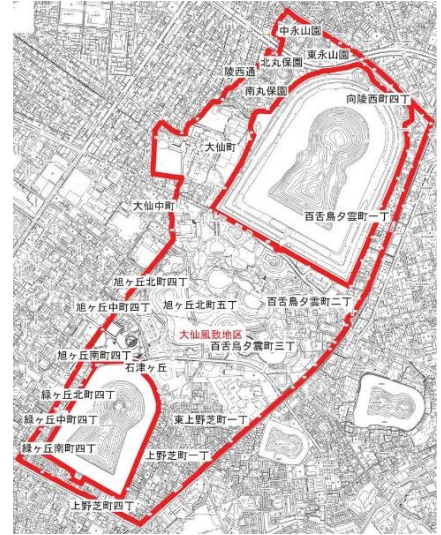 中永山園
東永山園
北丸保園
陵西通
南丸保園
向陵西町四丁
大仙町
大仙中町
百舌鳥夕雲町一丁
旭ヶ丘北町四丁
旭ヶ丘中町四丁
旭ヶ丘北町五丁
百舌鳥夕雲町二丁
大仙風致地区
百舌鳥夕雲町三丁
旭ヶ丘南町四丁
石津ヶ丘
緑ヶ丘北町四丁
緑ヶ丘中町四丁
東上野芝町一丁
緑ヶ丘南町四丁
上野芝町一丁
上野芝町四丁